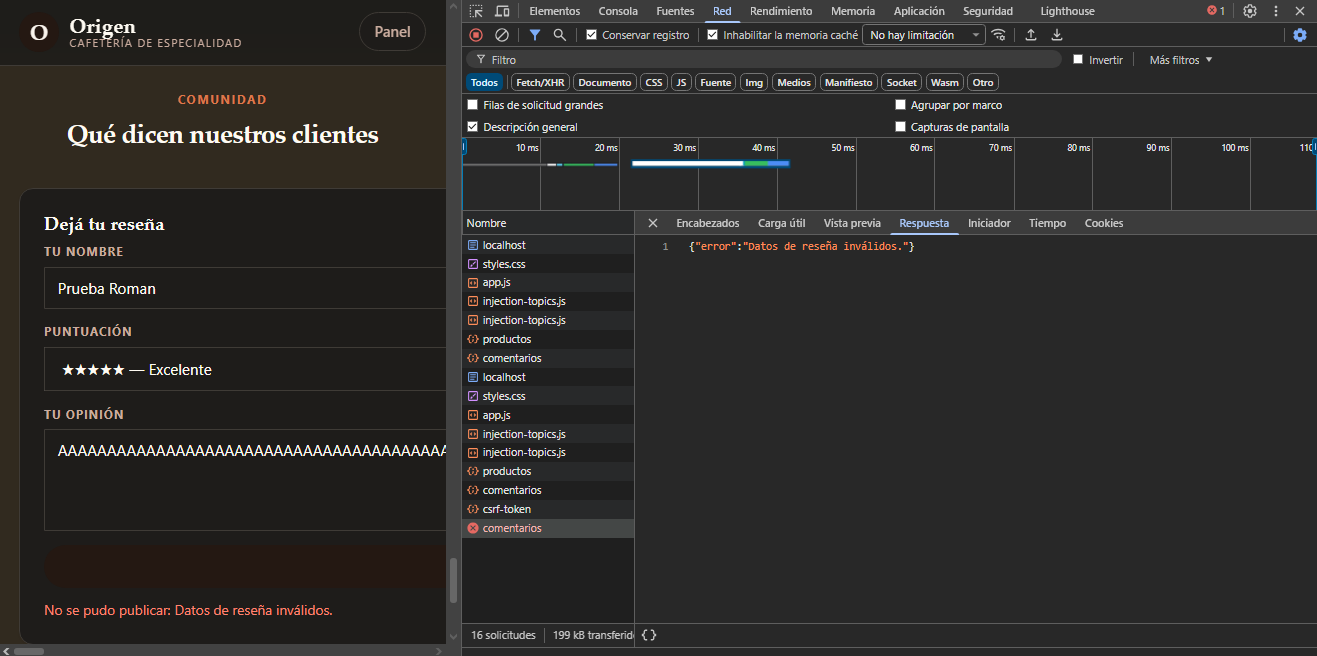 O
Origen
CAFETERÍA DE ESPECIALIDAD
Panel
COMUNIDAD
Qué dicen nuestros clientes
Dejá tu reseña
TU NOMBRE
Prueba Roman
PUNTUACIÓN
★★★★★ — Excelente
TU OPINIÓN
AAAAAAAAAAAAAAAAAAAAAAAAAAAAAAAAAAAAAAAA
No se pudo publicar: Datos de reseña inválidos.
Elementos Consola Fuentes Red Rendimiento Memoria Aplicación Seguridad Lighthouse 1
Conservar registro Inhabilitar la memoria caché No hay limitación
Filtro Invertir Más filtros
Todos Fetch/XHR Documento CSS JS Fuente Img Medios Manifiesto Socket Wasm Otro
Filas de solicitud grandes Agrupar por marco
Descripción general Capturas de pantalla
10 ms 20 ms 30 ms 40 ms 50 ms 60 ms 70 ms 80 ms 90 ms 100 ms 110
Nombre
localhost
styles.css
app.js
injection-topics.js
injection-topics.js
productos
comentarios
localhost
styles.css
app.js
injection-topics.js
injection-topics.js
productos
comentarios
csrf-token
comentarios
16 solicitudes 199 kB transferid
Encabezados Carga útil Vista previa Respuesta Iniciador Tiempo Cookies
1 {"error":"Datos de reseña inválidos."}
{}